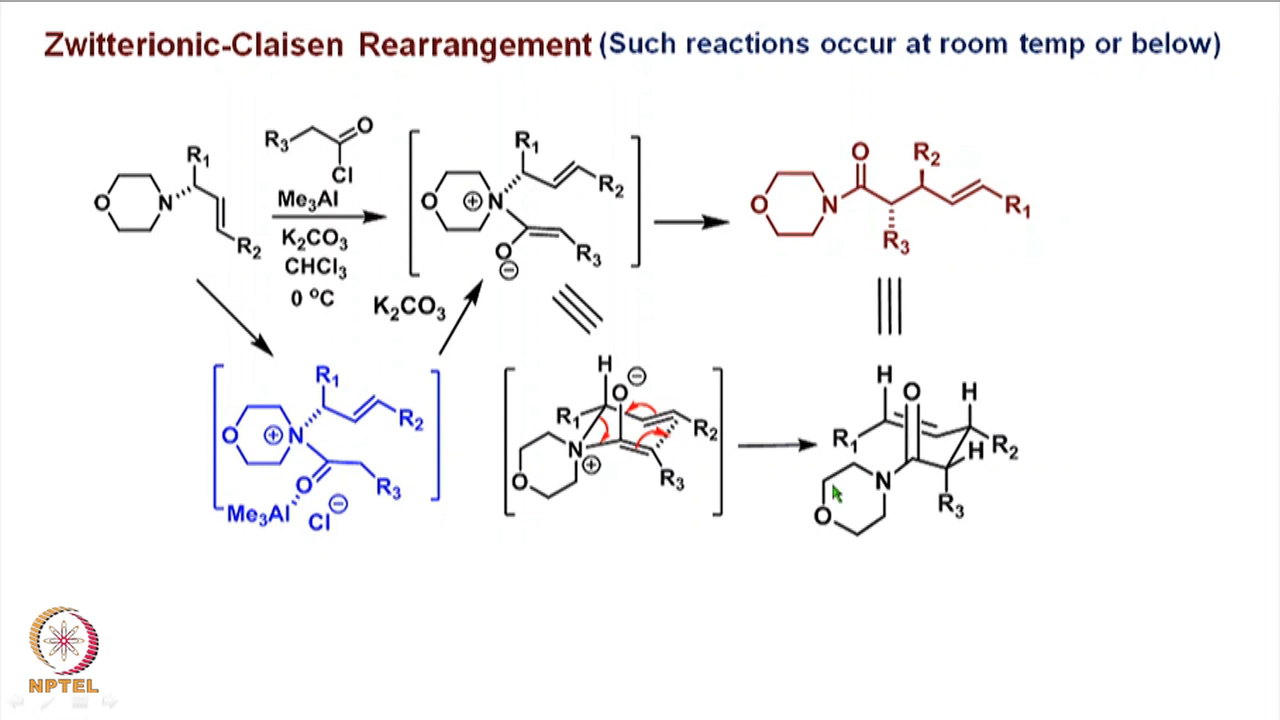 Zwitterionic-Claisen Rearrangement (Such reactions occur at room temp or below)
R₃ O
Cl
Me₃Al
K₂CO₃
CHCl₃
0 °C
O N R₁ R₂
O ⊕ N R₁ R₂
O ⊖ R₃
O N O R₂ R₃ R₁
K₂CO₃
O ⊕ N R₁ R₂
O R₃
Me₃Al Cl ⊖
H O ⊖
R₁ R₂
N ⊕ R₃
O
H O H
R₁ H R₂
N R₃
O
NPTEL